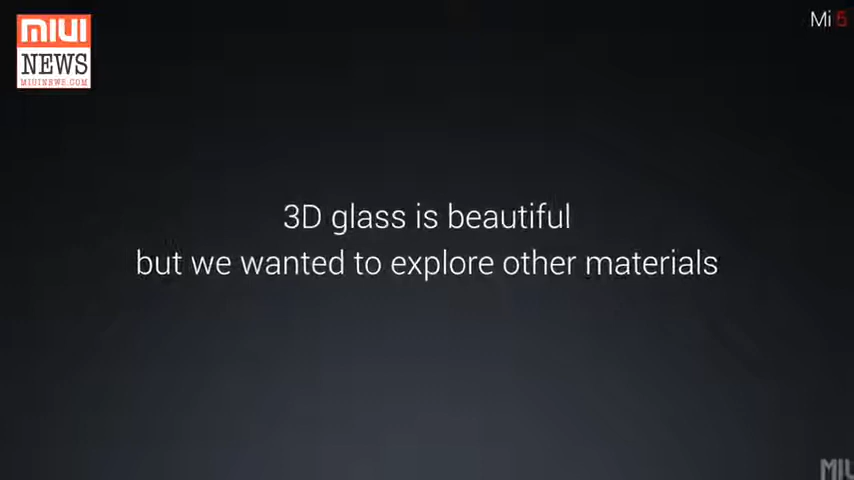 MIUI
NEWS
MIUINEWS.COM
Mi 5
3D glass is beautiful
but we wanted to explore other materials